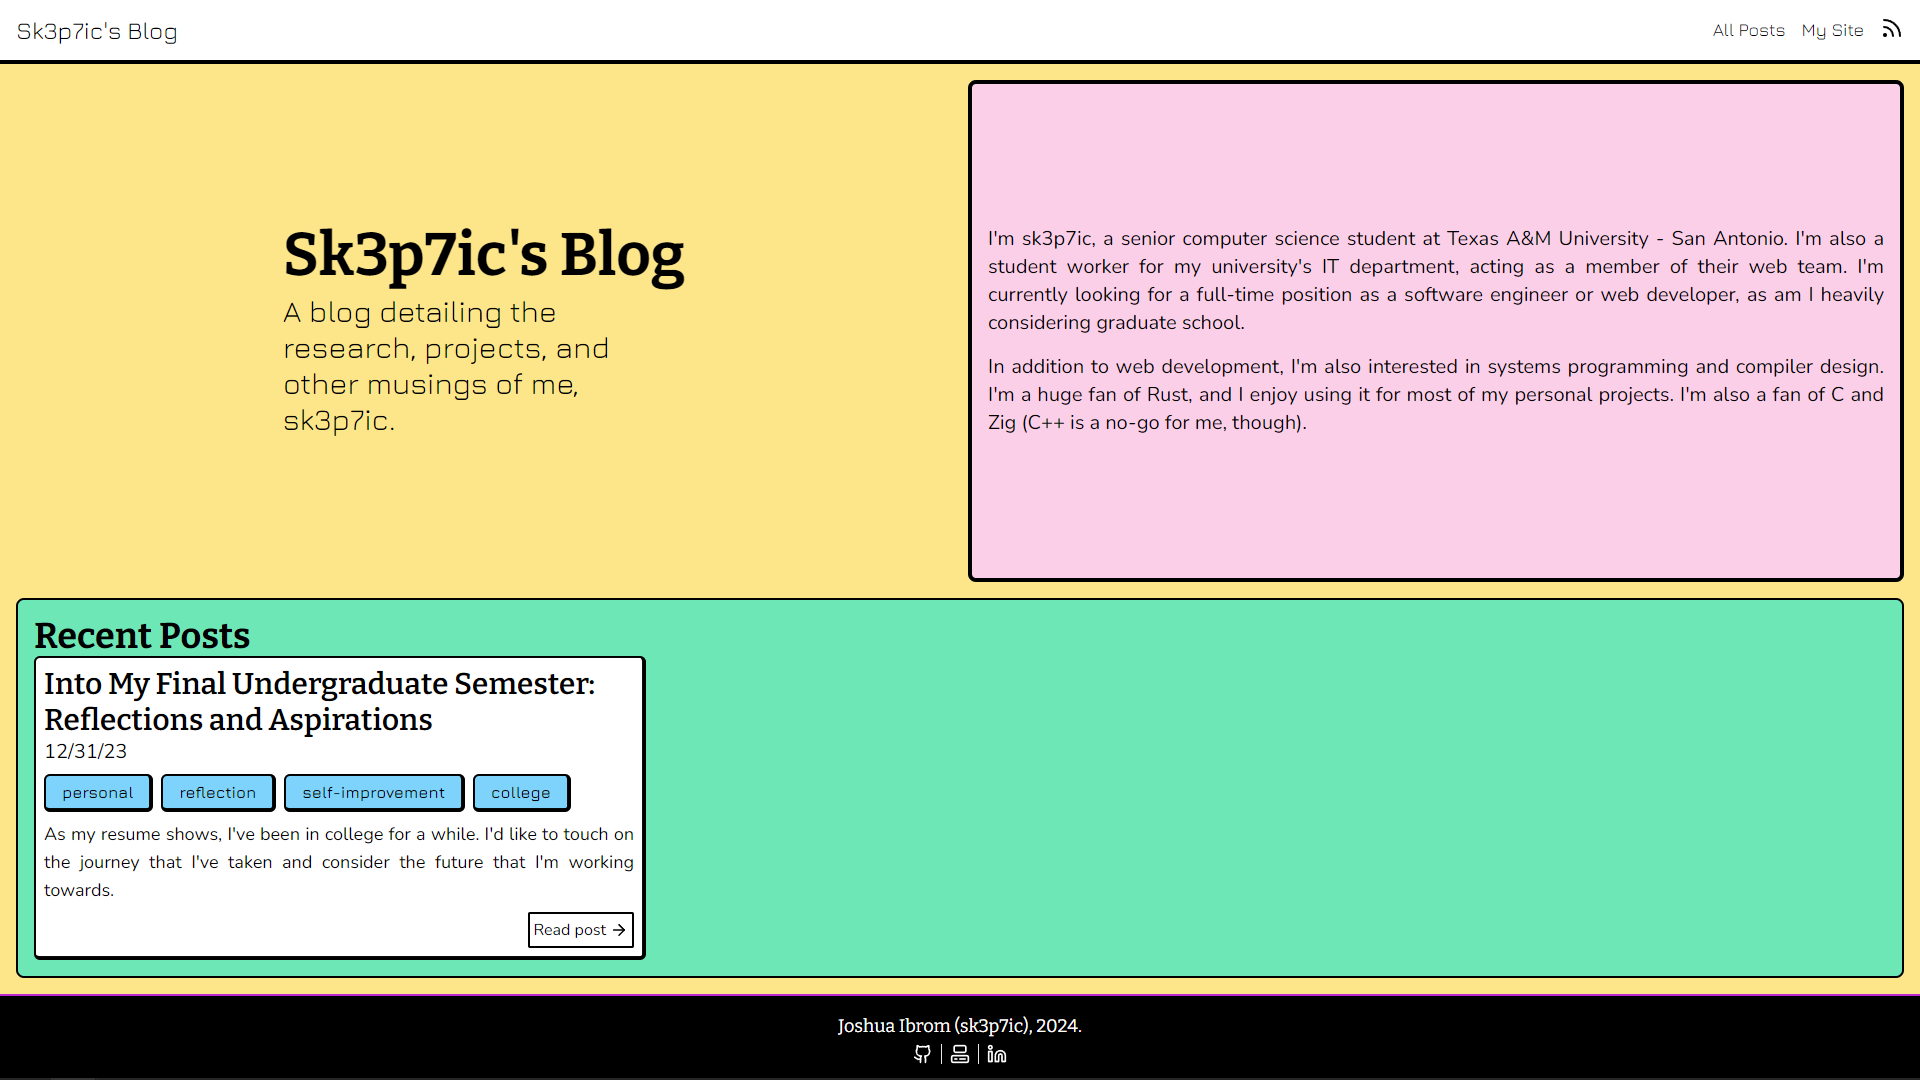 Sk3p7ic's Blog
All Posts
My Site
Sk3p7ic's Blog
A blog detailing the
research, projects, and
other musings of me,
sk3p7ic.
I'm sk3p7ic, a senior computer science student at Texas A&M University - San Antonio. I'm also a
student worker for my university's IT department, acting as a member of their web team. I'm
currently looking for a full-time position as a software engineer or web developer, as am I heavily
considering graduate school.
In addition to web development, I'm also interested in systems programming and compiler design.
I'm a huge fan of Rust, and I enjoy using it for most of my personal projects. I'm also a fan of C and
Zig (C++ is a no-go for me, though).
Recent Posts
Into My Final Undergraduate Semester:
Reflections and Aspirations
12/31/23
personal
reflection
self-improvement
college
As my resume shows, I've been in college for a while. I'd like to touch on
the journey that I've taken and consider the future that I'm working
towards.
Read post →
Joshua Ibrom (sk3p7ic), 2024.